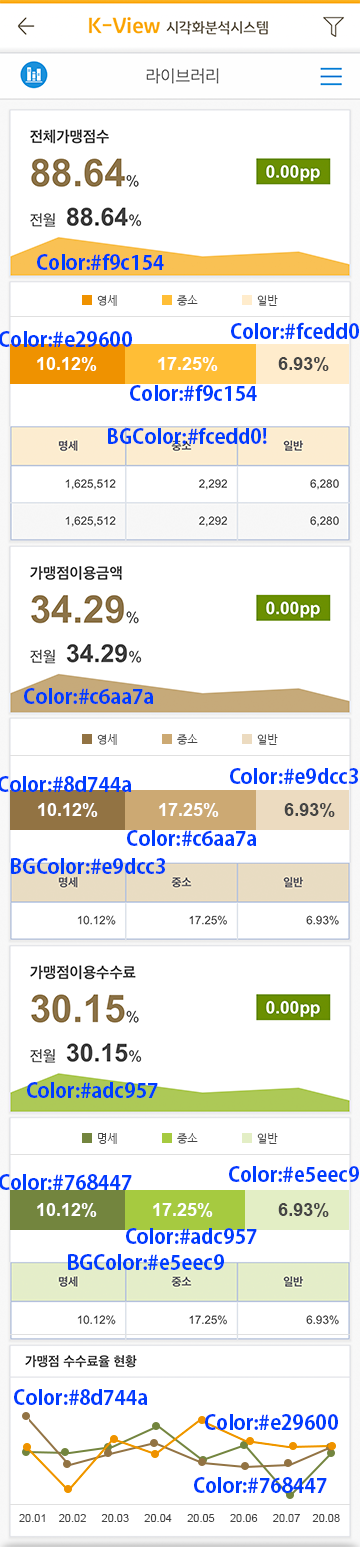 K-View 시각화분석시스템
라이브러리
전체가맹점수
88.64%
0.00pp
전월 88.64%
Color:#f9c154
영세 중소 일반
Color:#e29600
Color:#fcedd0
10.12% 17.25% 6.93%
Color:#f9c154
BGColor:#fcedd0!
명세 중소 일반
1,625,512 2,292 6,280
1,625,512 2,292 6,280
가맹점이용금액
34.29%
0.00pp
전월 34.29%
Color:#c6aa7a
영세 중소 일반
Color:#8d744a
Color:#e9dcc3
10.12% 17.25% 6.93%
Color:#c6aa7a
BGColor:#e9dcc3
명세 중소 일반
10.12% 17.25% 6.93%
가맹점이용수수료
30.15%
0.00pp
전월 30.15%
Color:#adc957
명세 중소 일반
Color:#768447
Color:#e5eec9
10.12% 17.25% 6.93%
Color:#adc957
BGColor:#e5eec9
명세 중소 일반
10.12% 17.25% 6.93%
가맹점 수수료율 현황
Color:#8d744a
Color:#e29600
Color:#768447
20.01 20.02 20.03 20.04 20.05 20.06 20.07 20.08